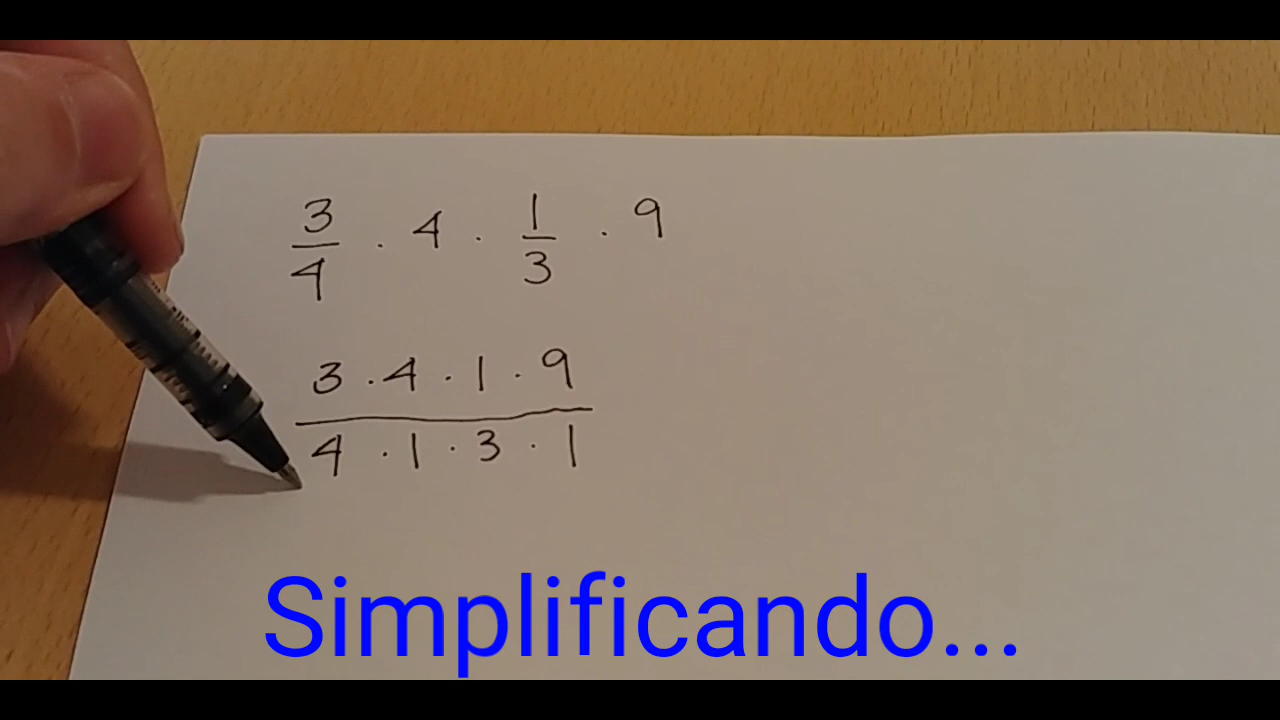 3/4 . 4 . 1/3 . 9
3 . 4 . 1 . 9
4 . 1 . 3 . 1
Simplificando...